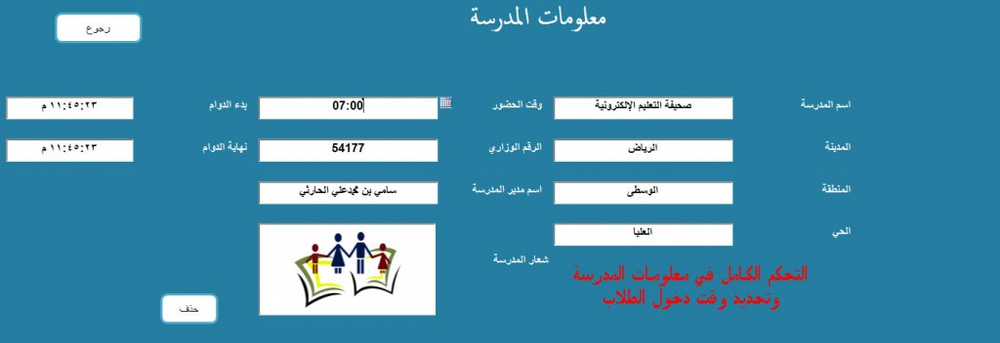 معلومات المدرسة
رجوع
اسم المدرسة صحيفة التعليم الإلكترونية وقت الحضور 07:00 بدء الدوام ١١:٤٥:٢٣ م
المدينة الرياض الرقم الوزاري 54177 نهاية الدوام ١١:٤٥:٢٣ م
المنطقة الوسطى اسم مدير المدرسة سامي بن محمدعلي الحارثي
الحي العليا
شعار المدرسة
التحكم الكامل في معلومات المدرسة
وتحديد وقت دخول الطلاب
حذف